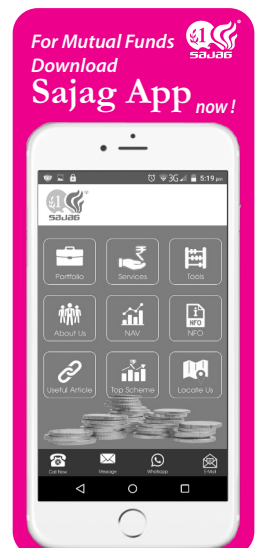 For Mutual Funds
SaJaG
Download
Sajag App now!
3G 5:19 pm
SaJaG
Portfolio Services Tools
NFO
About Us NAV NFO
Useful Article Top Scheme Locate Us
Call Now Message Whatsapp E-Mail